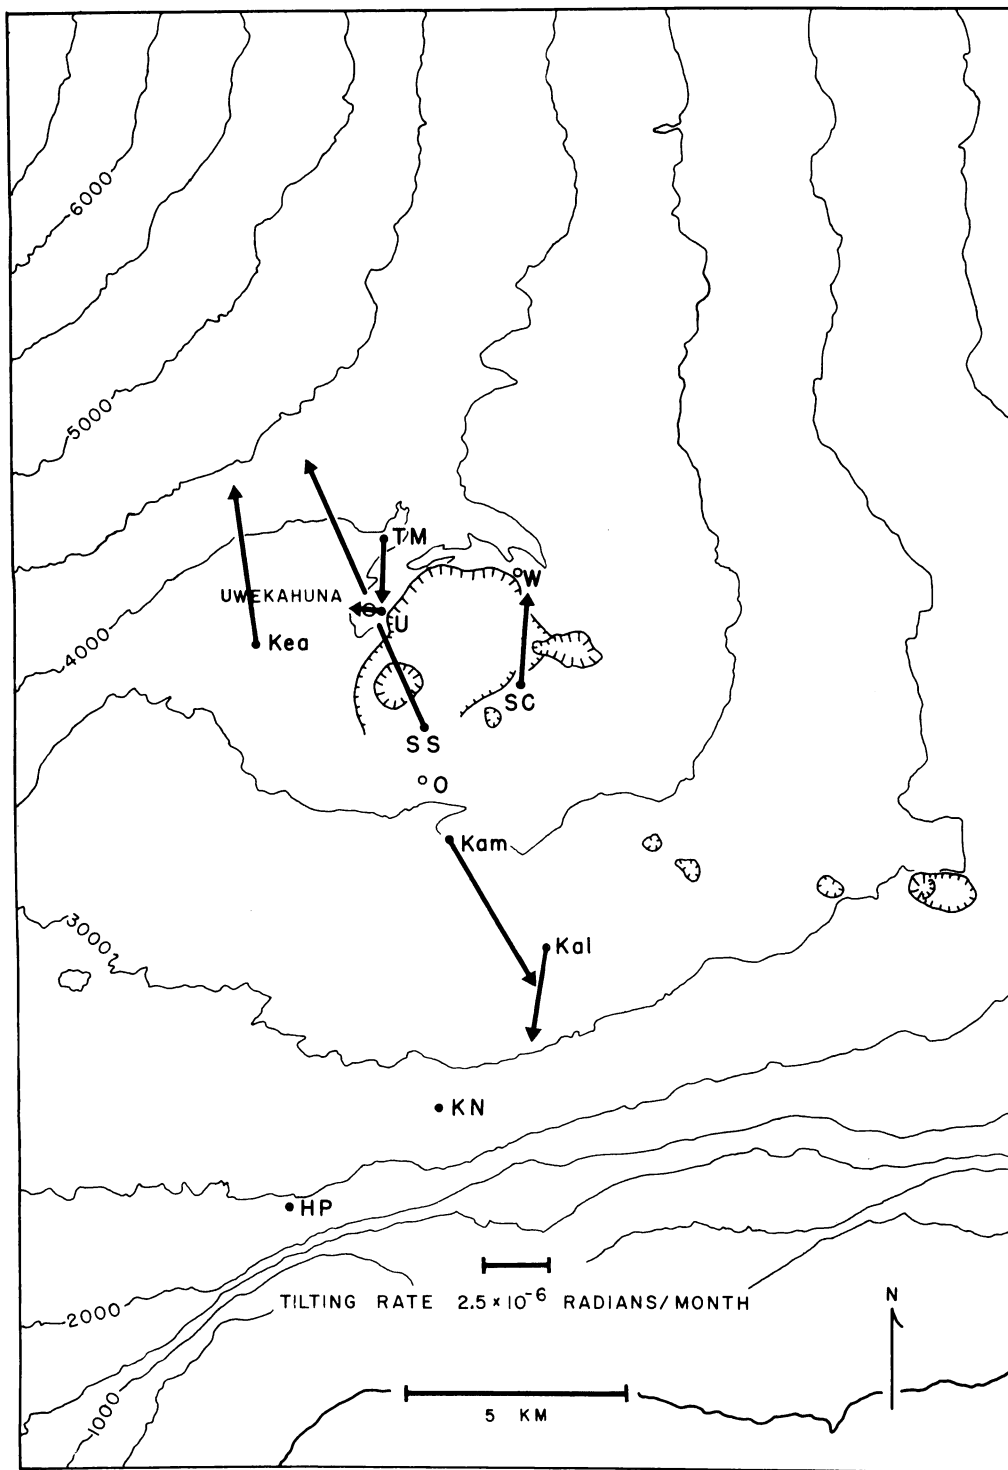 6000
5000
TM
W
UWEKAHUNA
U
4000
Kea
SC
SS
O
Kam
3000
Kal
KN
HP
TILTING RATE 2.5 × 10⁻⁶ RADIANS/MONTH
N
2000
5 KM
1000